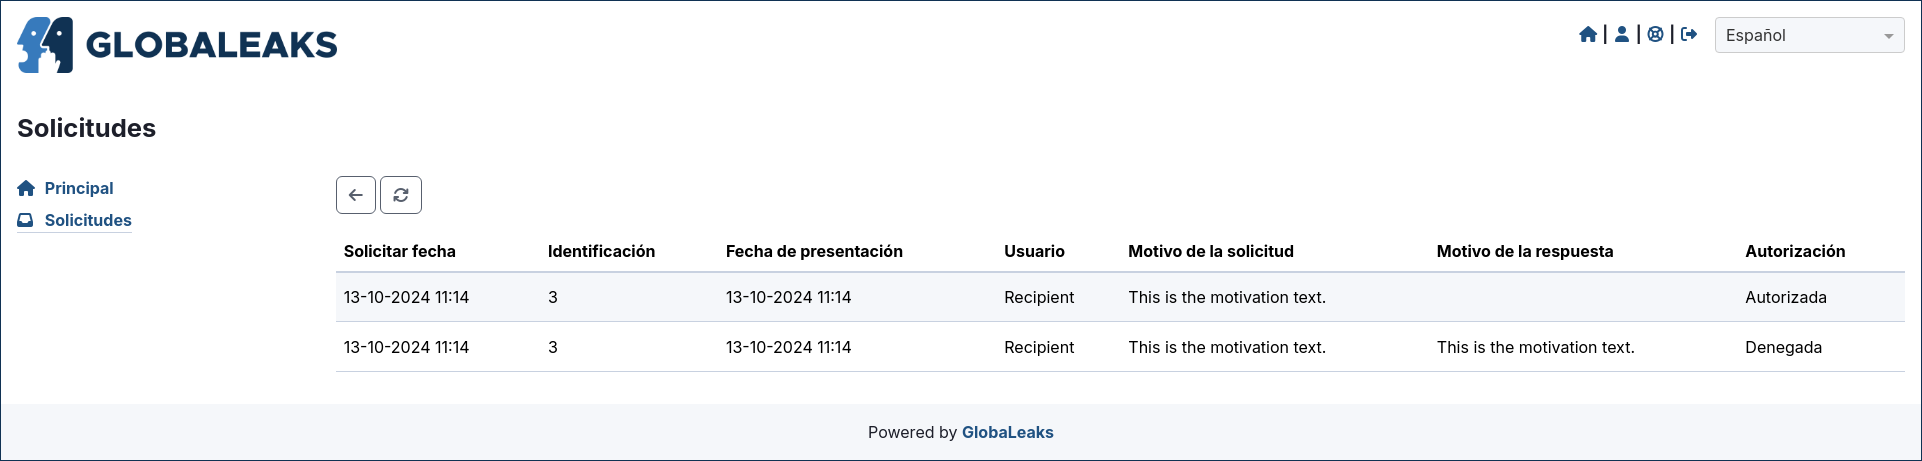 GLOBALEAKS
| | | Español
Solicitudes
Principal
Solicitudes
Solicitar fecha Identificación Fecha de presentación Usuario Motivo de la solicitud Motivo de la respuesta Autorización
13-10-2024 11:14 3 13-10-2024 11:14 Recipient This is the motivation text. Autorizada
13-10-2024 11:14 3 13-10-2024 11:14 Recipient This is the motivation text. This is the motivation text. Denegada
Powered by GlobaLeaks